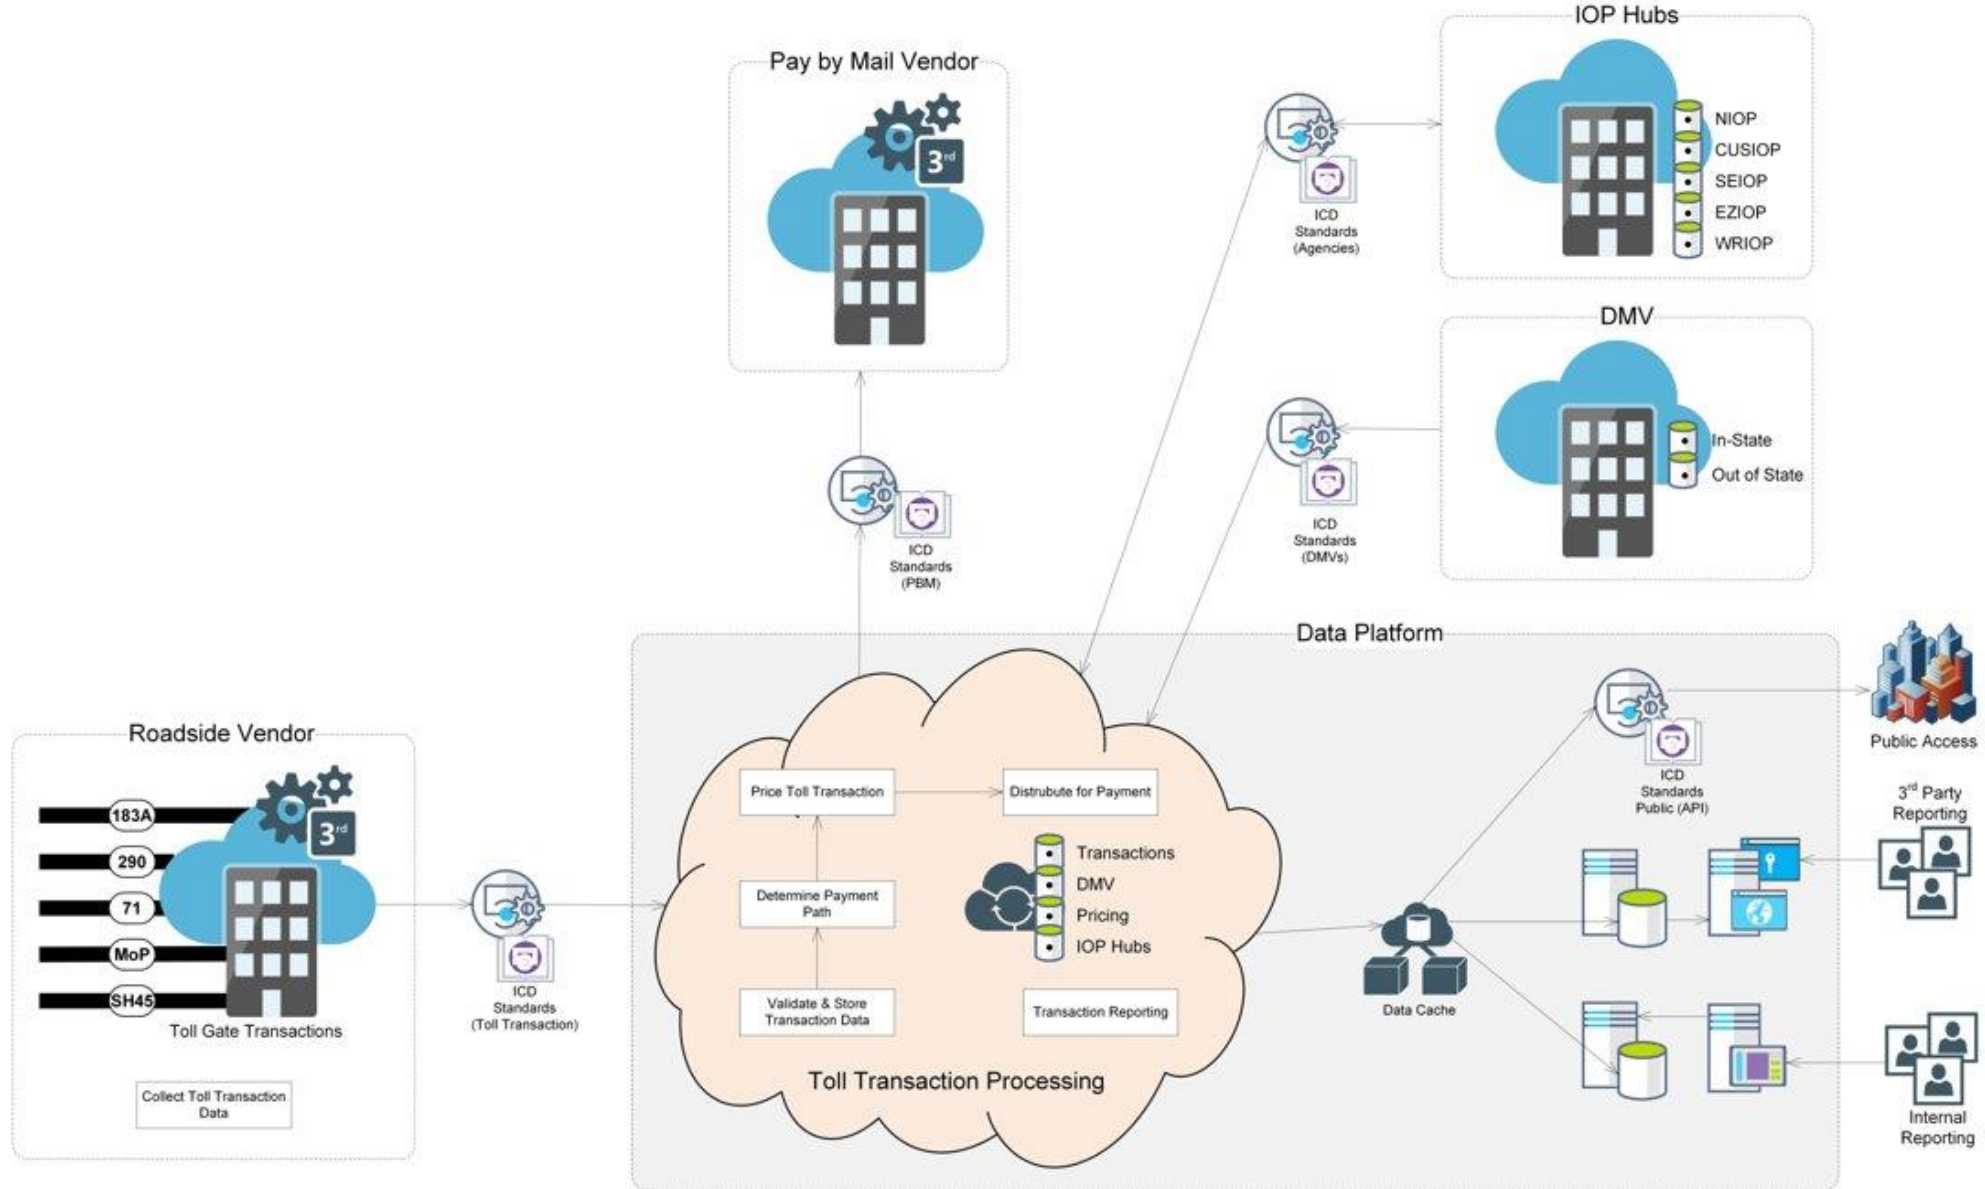 IOP Hubs
Pay by Mail Vendor
3rd
NIOP
CUSIOP
SEIOP
EZIOP
WRIOP
ICD
Standards
(Agencies)
DMV
In-State
Out of State
ICD
Standards
(DMVs)
ICD
Standards
(PBM)
Data Platform
Roadside Vendor
183A
290
71
MoP
SH45
3rd
Toll Gate Transactions
Collect Toll Transaction
Data
ICD
Standards
(Toll Transaction)
Price Toll Transaction
Distrubute for Payment
Determine Payment
Path
Transactions
DMV
Pricing
IOP Hubs
Validate & Store
Transaction Data
Transaction Reporting
Toll Transaction Processing
Data Cache
ICD
Standards
Public (API)
Public Access
3rd Party
Reporting
Internal
Reporting